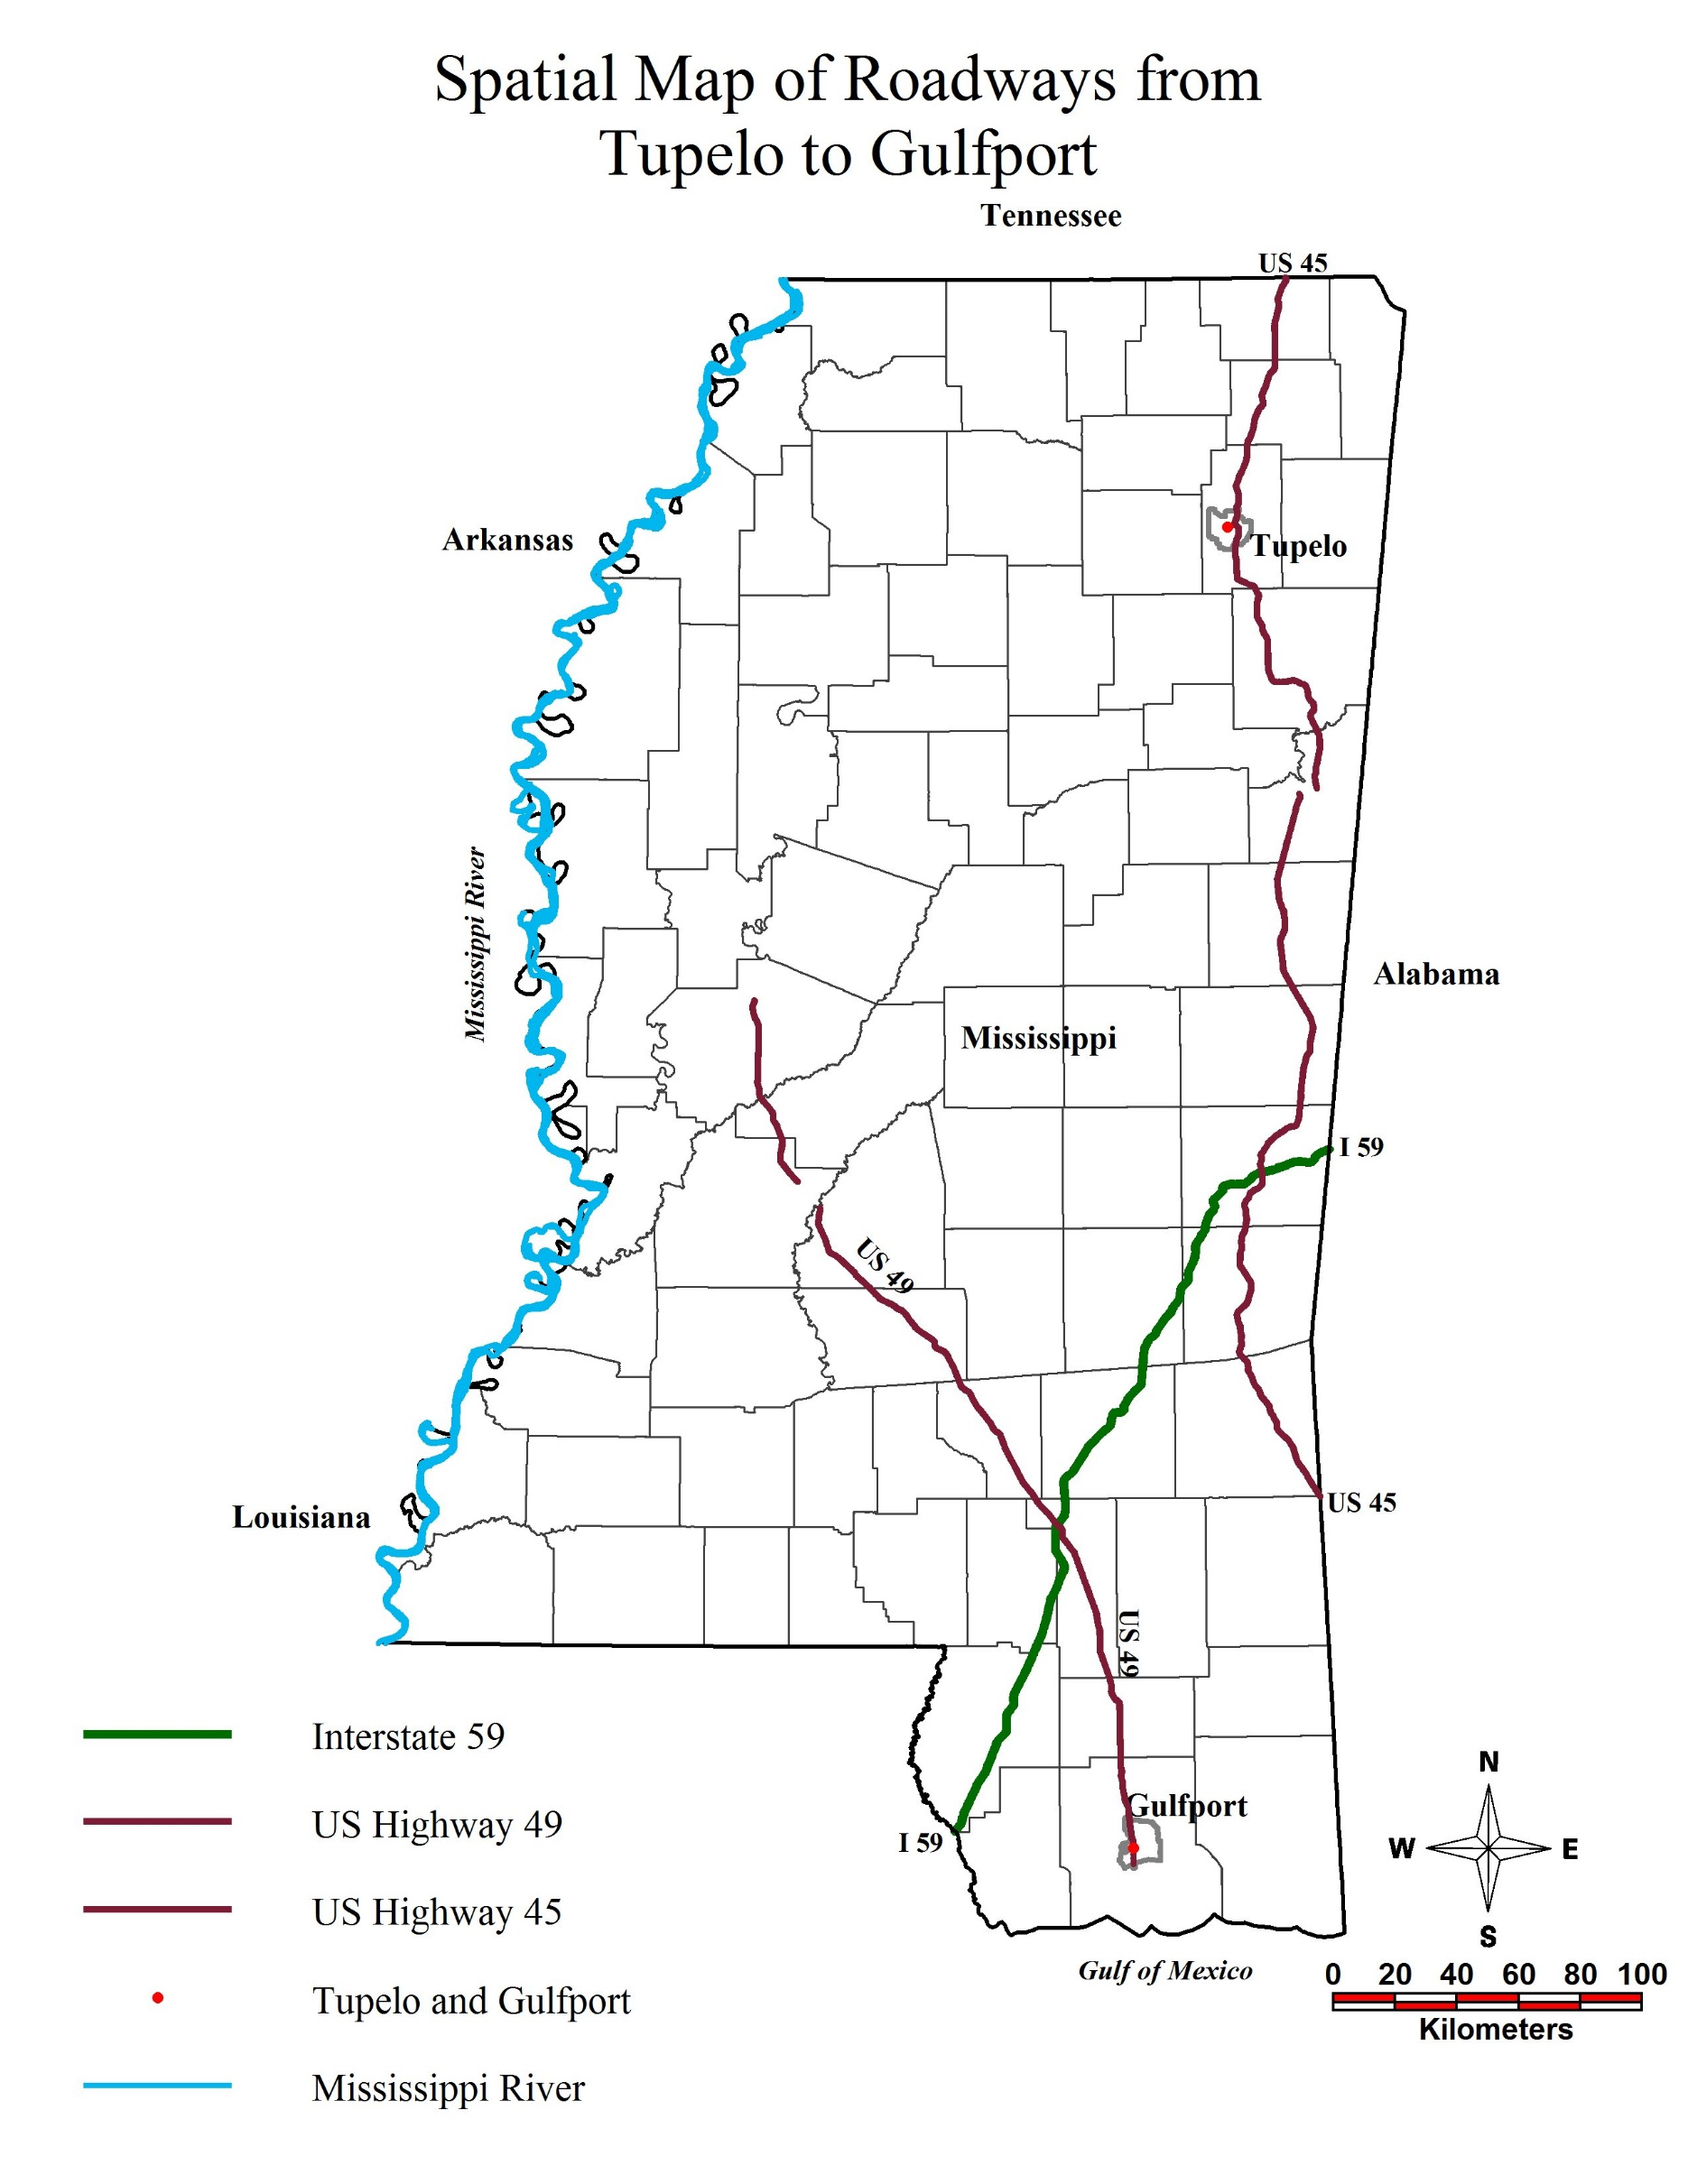 Spatial Map of Roadways from
Tupelo to Gulfport
Tennessee
US 45
Arkansas
Tupelo
Mississippi River
Alabama
Mississippi
I 59
US 49
US 45
Louisiana
US 49
Gulfport
I 59
Gulf of Mexico
Interstate 59
US Highway 49
US Highway 45
Tupelo and Gulfport
Mississippi River
N
W E
S
0 20 40 60 80 100
Kilometers